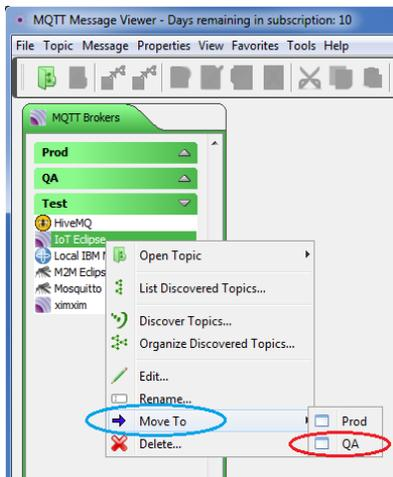 MQTT Message Viewer - Days remaining in subscription: 10
File Topic Message Properties View Favorites Tools Help
MQTT Brokers
Prod
QA
Test
HiveMQ
IoT Eclipse
Local IBM
M2M Eclips
Mosquitto
ximxim
Open Topic
List Discovered Topics...
Discover Topics...
Organize Discovered Topics...
Edit...
Rename...
Move To
Delete...
Prod
QA